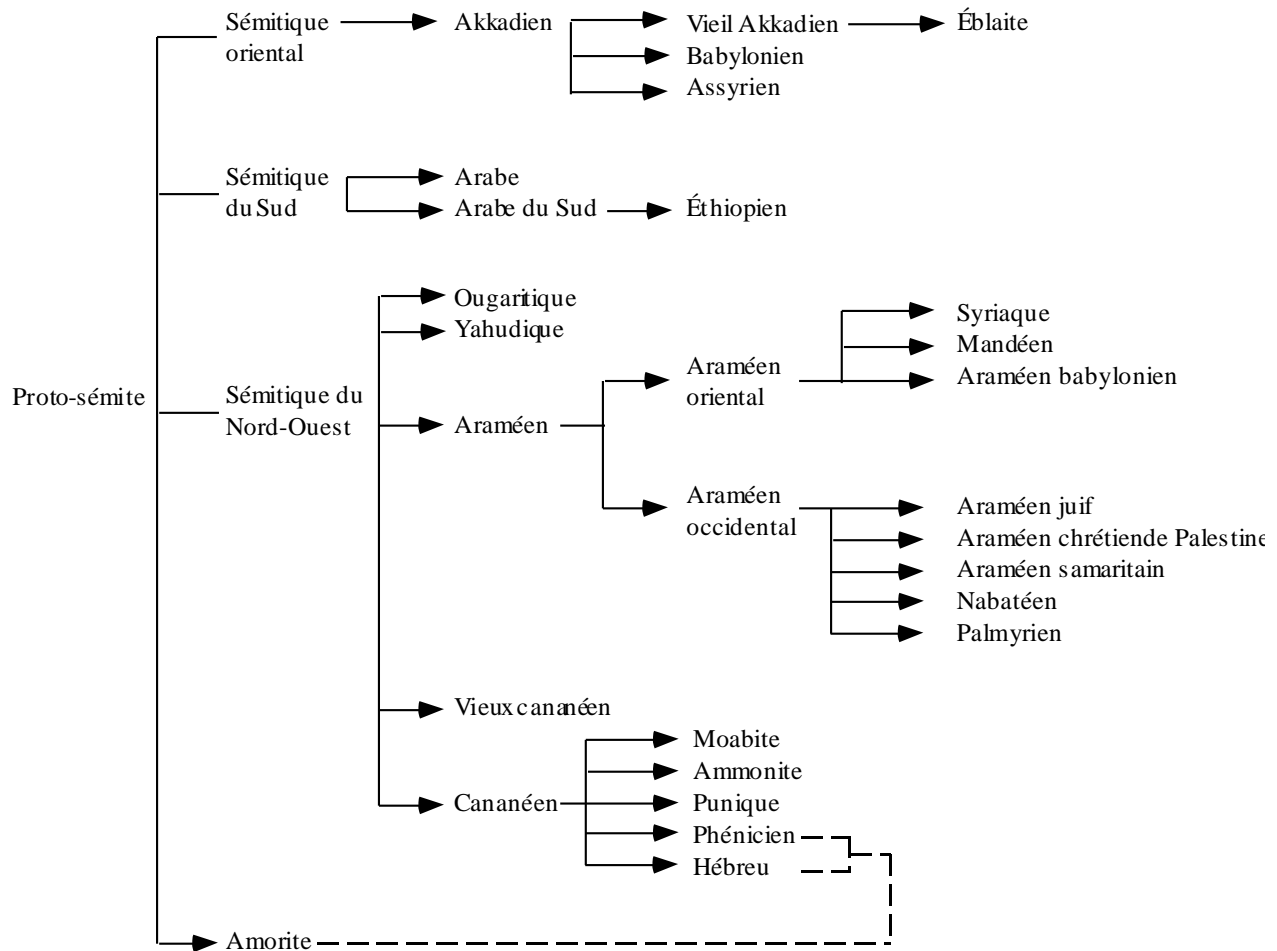 Sémitique
oriental
Akkadien
Vieil Akkadien
Éblaite
Babylonien
Assyrien
Sémitique
du Sud
Arabe
Arabe du Sud
Éthiopien
Proto-sémite
Sémitique du
Nord-Ouest
Ougaritique
Yahudique
Araméen
Araméen
oriental
Syriaque
Mandéen
Araméen babylonien
Araméen
occidental
Araméen juif
Araméen chrétiende Palestine
Araméen samaritain
Nabatéen
Palmyrien
Vieux cananéen
Cananéen
Moabite
Ammonite
Punique
Phénicien
Hébreu
Amorite